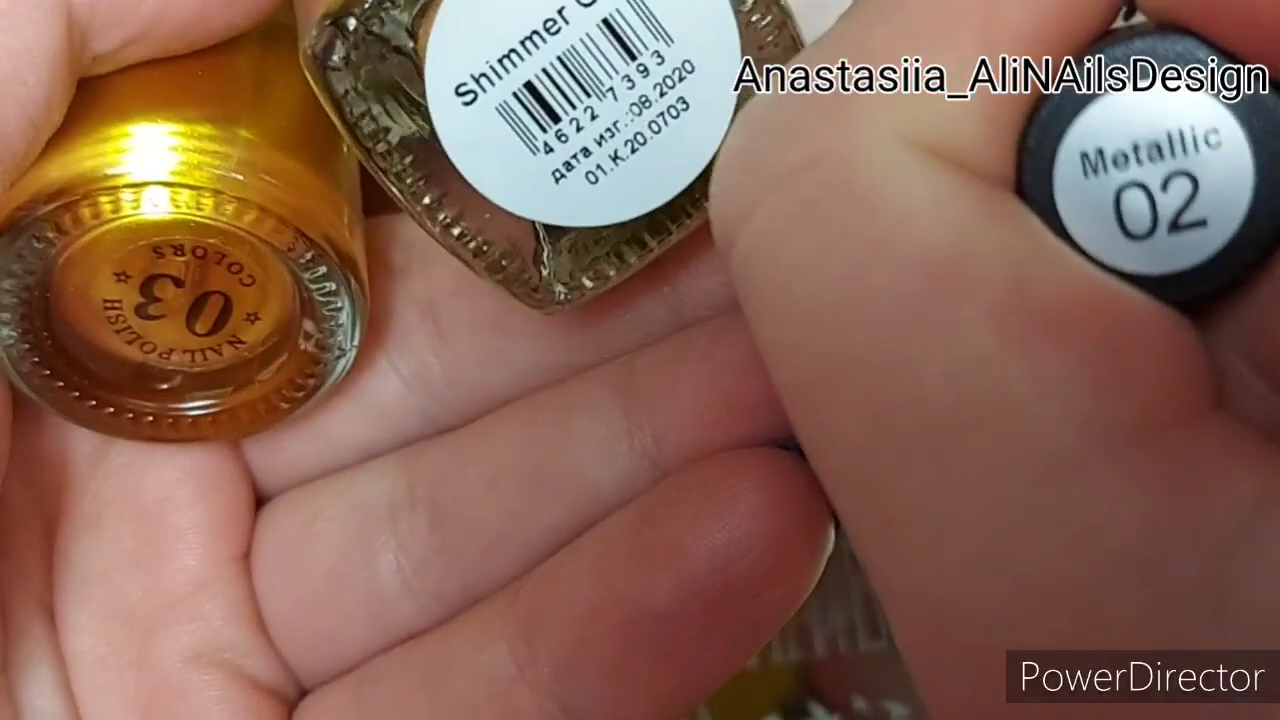 Anastasiia_AliNAilsDesign
Shimmer
4622 7393
дата изг.:08.2020
01.K.20.0703
Metallic
02
COLORS
03
NAIL POLISH
PowerDirector